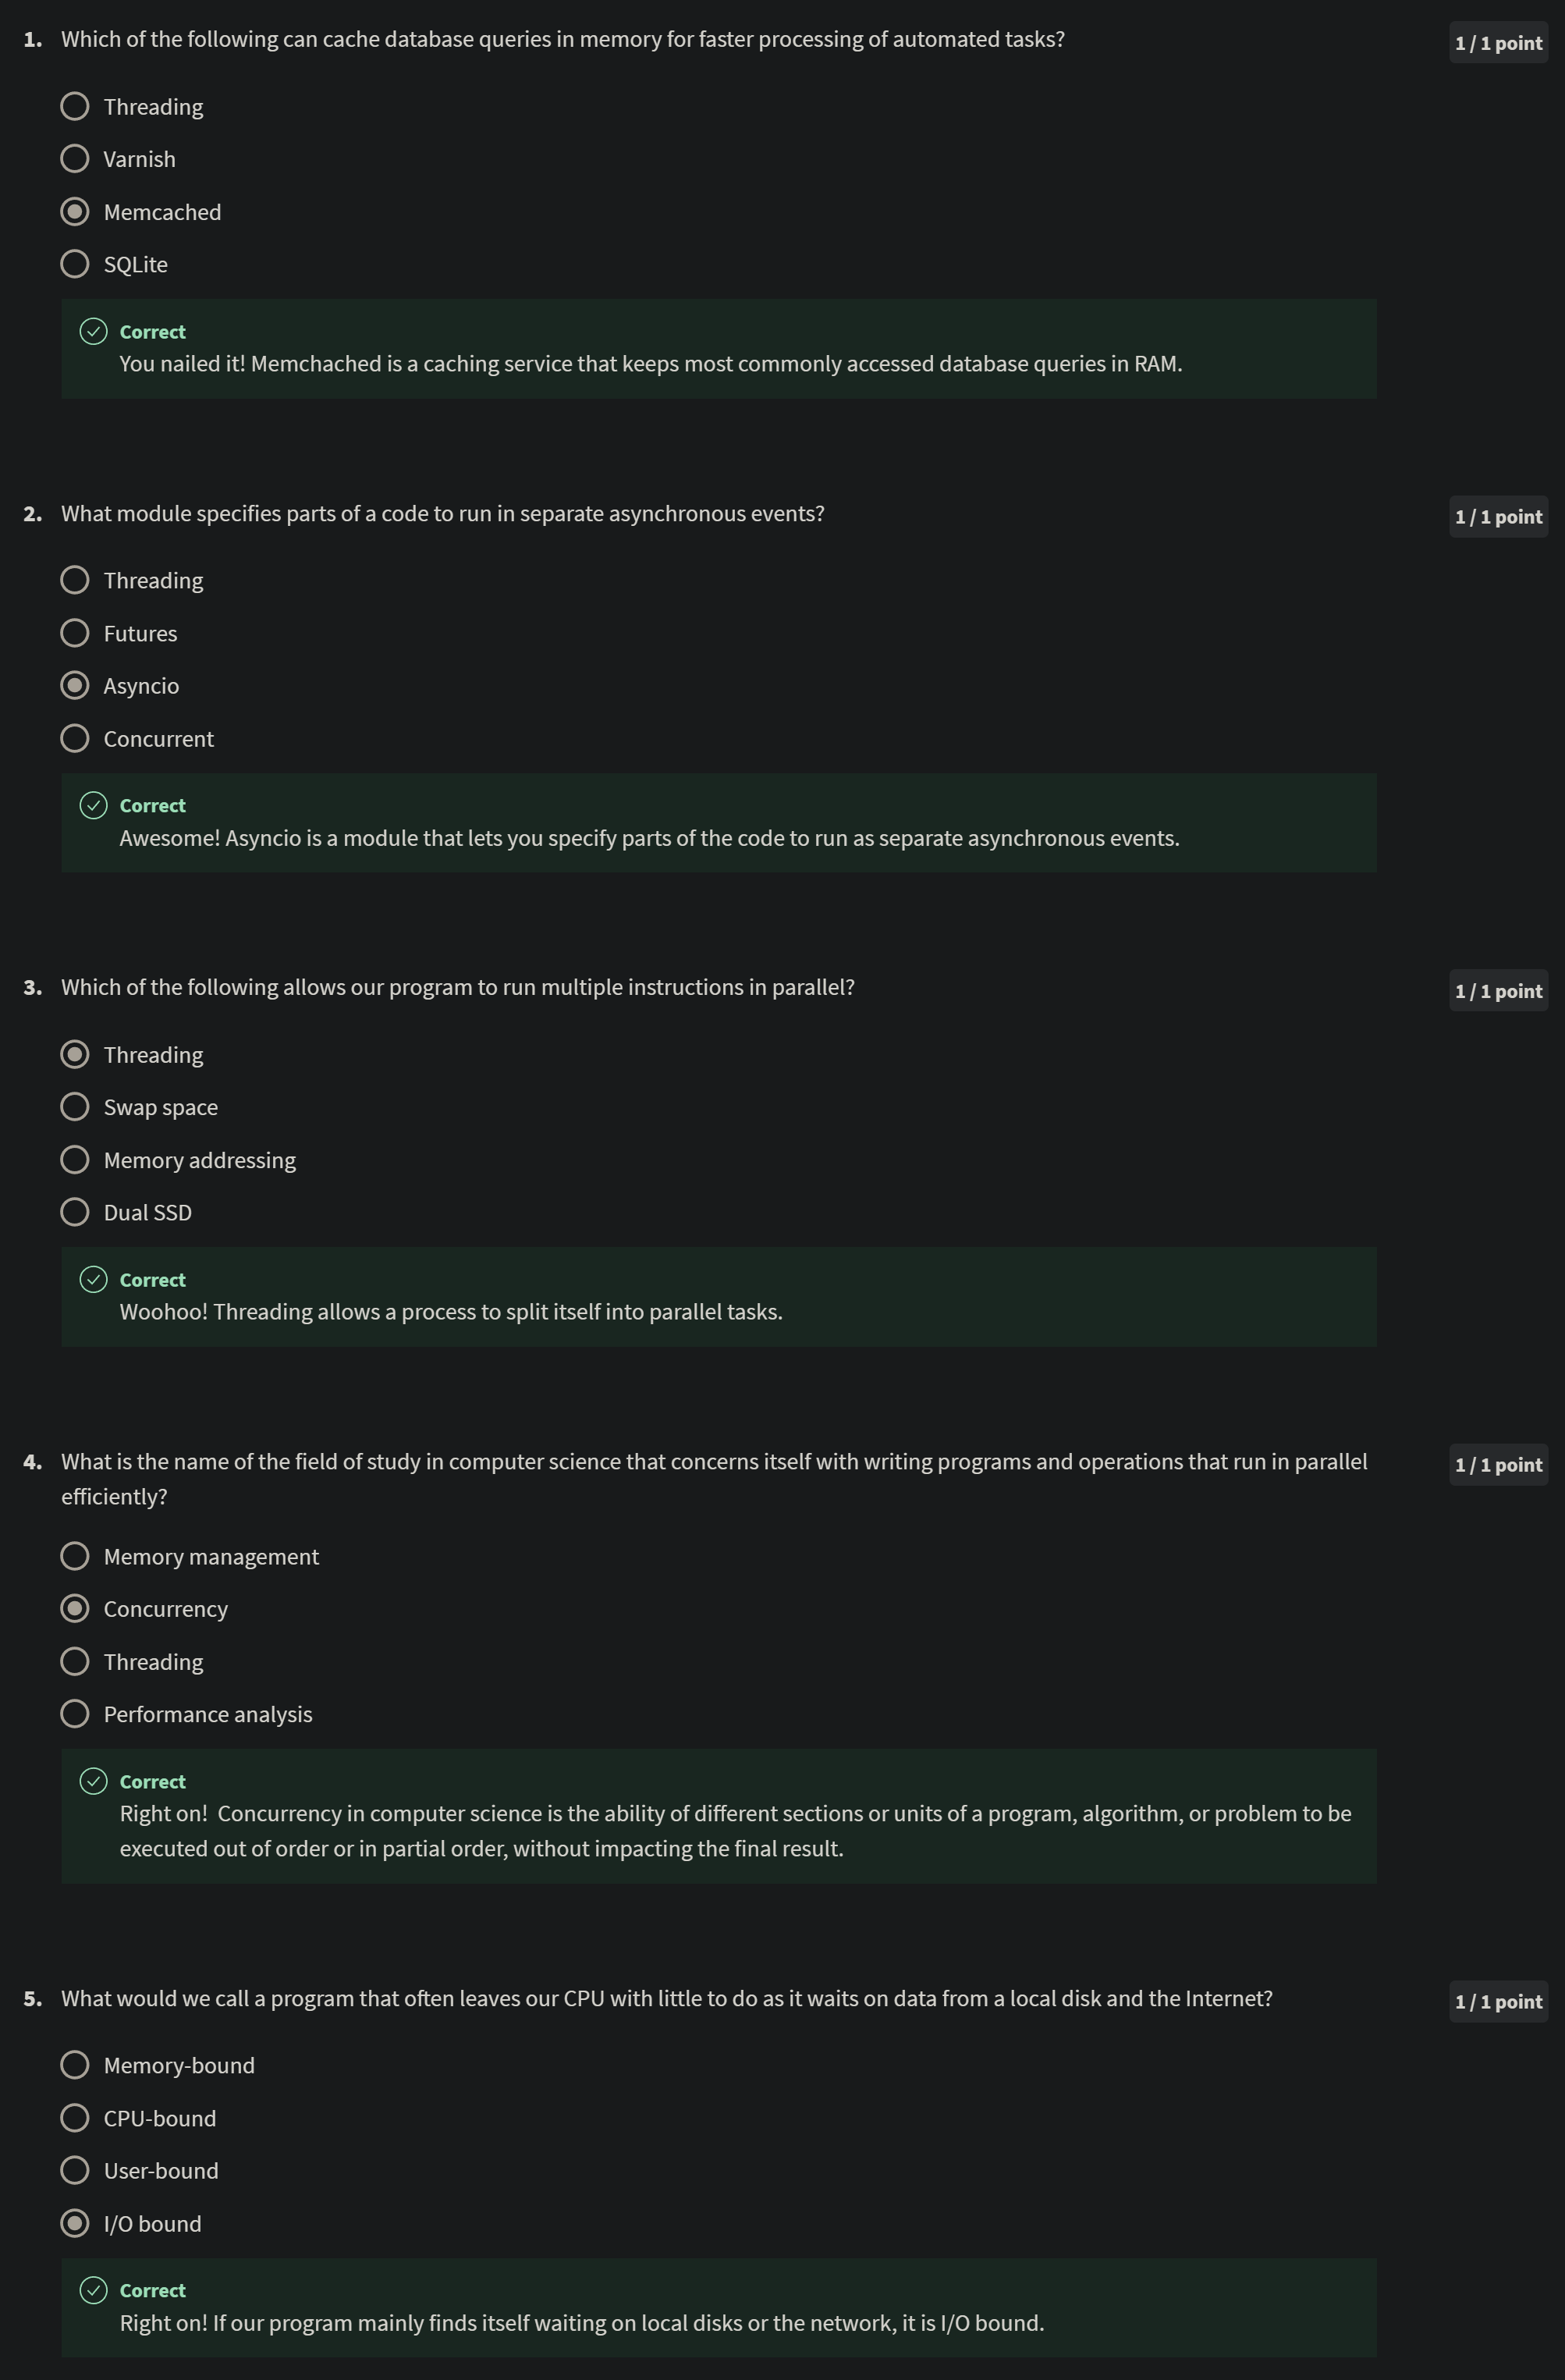 1. Which of the following can cache database queries in memory for faster processing of automated tasks?
1 / 1 point
Threading
Varnish
Memcached
SQLite
Correct
You nailed it! Memchached is a caching service that keeps most commonly accessed database queries in RAM.
2. What module specifies parts of a code to run in separate asynchronous events?
1 / 1 point
Threading
Futures
Asyncio
Concurrent
Correct
Awesome! Asyncio is a module that lets you specify parts of the code to run as separate asynchronous events.
3. Which of the following allows our program to run multiple instructions in parallel?
1 / 1 point
Threading
Swap space
Memory addressing
Dual SSD
Correct
Woohoo! Threading allows a process to split itself into parallel tasks.
4. What is the name of the field of study in computer science that concerns itself with writing programs and operations that run in parallel
efficiently?
1 / 1 point
Memory management
Concurrency
Threading
Performance analysis
Correct
Right on!  Concurrency in computer science is the ability of different sections or units of a program, algorithm, or problem to be
executed out of order or in partial order, without impacting the final result.
5. What would we call a program that often leaves our CPU with little to do as it waits on data from a local disk and the Internet?
1 / 1 point
Memory-bound
CPU-bound
User-bound
I/O bound
Correct
Right on! If our program mainly finds itself waiting on local disks or the network, it is I/O bound.